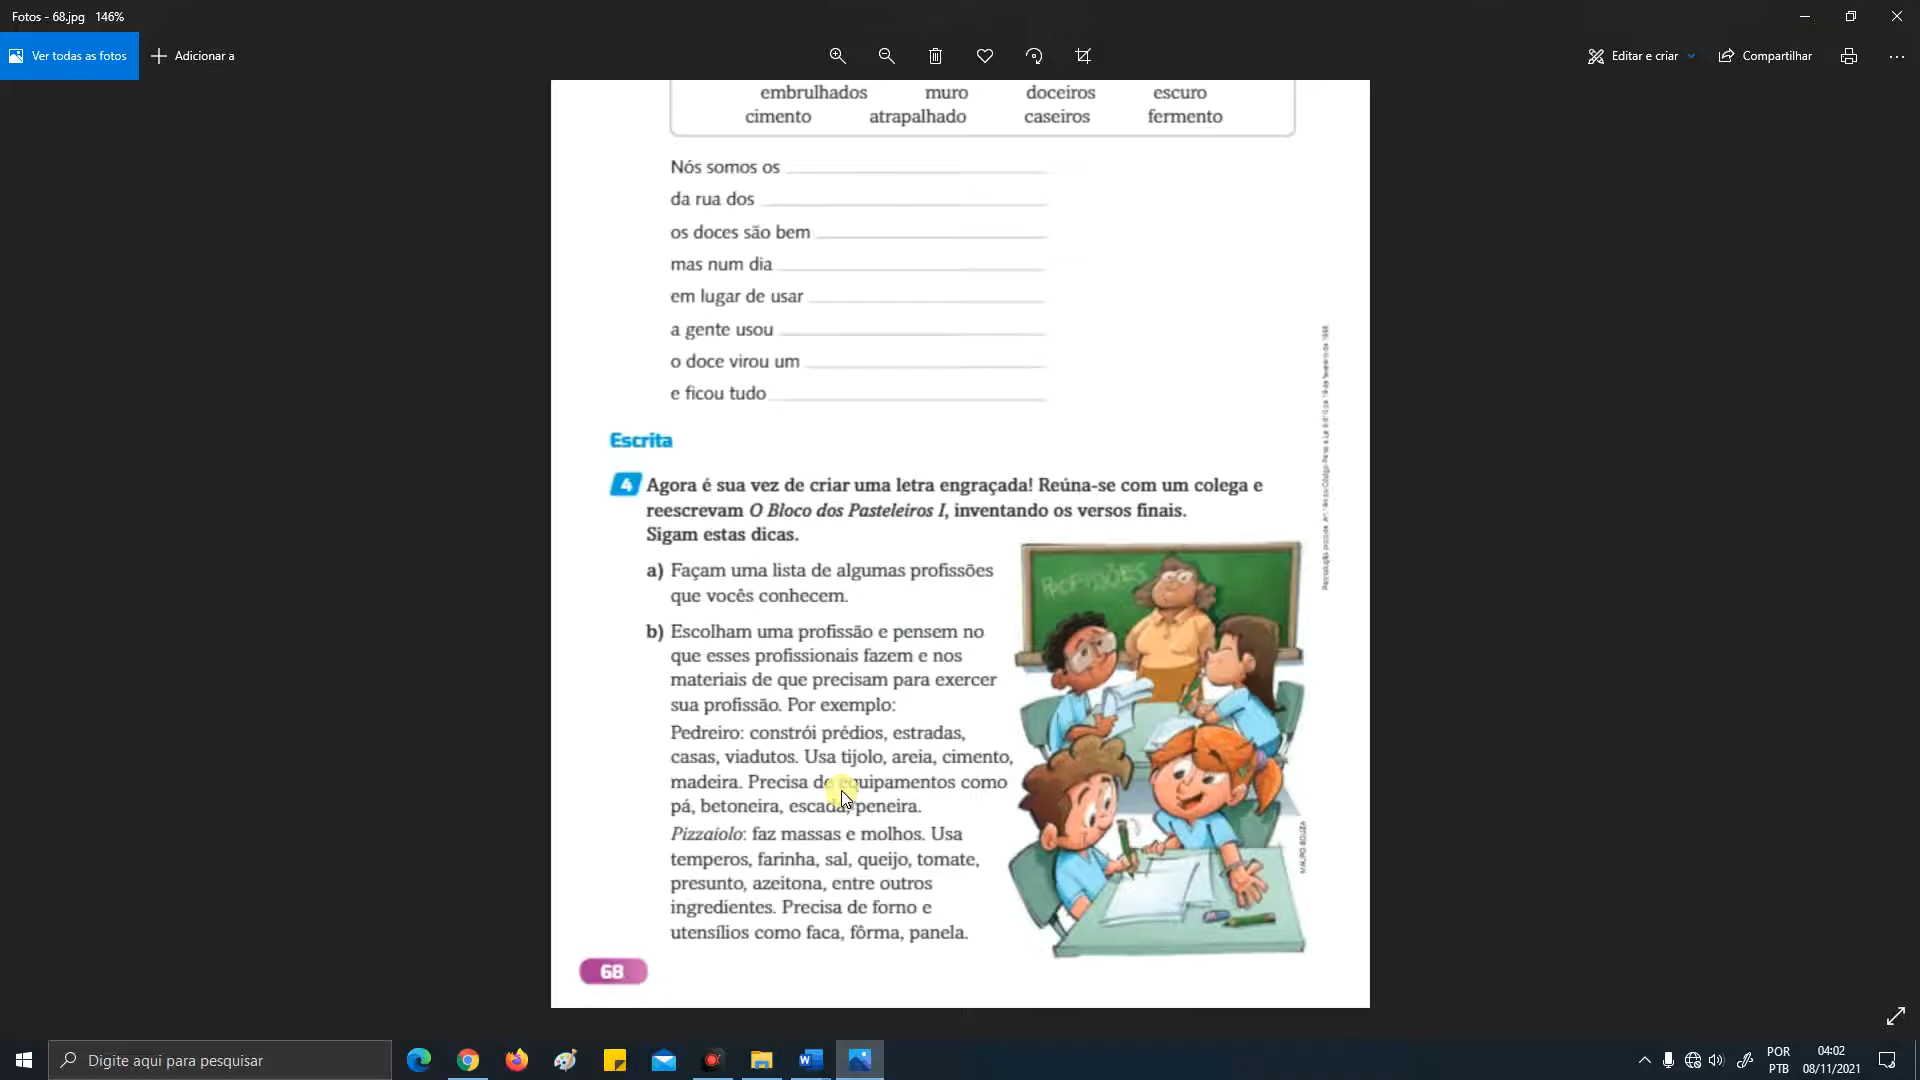 Fotos - 68.jpg 146%
Ver todas as fotos
Adicionar a
Editar e criar
Compartilhar
embrulhados muro doceiros escuro
cimento atrapalhado caseiros fermento
Nós somos os
da rua dos
os doces são bem
mas num dia
em lugar de usar
a gente usou
o doce virou um
e ficou tudo
Escrita
4 Agora é sua vez de criar uma letra engraçada! Reúna-se com um colega e
reescrevam O Bloco dos Pasteleiros I, inventando os versos finais.
Sigam estas dicas.
a) Façam uma lista de algumas profissões
que vocês conhecem.
b) Escolham uma profissão e pensem no
que esses profissionais fazem e nos
materiais de que precisam para exercer
sua profissão. Por exemplo:
Pedreiro: constrói prédios, estradas,
casas, viadutos. Usa tijolo, areia, cimento,
madeira. Precisa de equipamentos como
pá, betoneira, escada, peneira.
Pizzaiolo: faz massas e molhos. Usa
temperos, farinha, sal, queijo, tomate,
presunto, azeitona, entre outros
ingredientes. Precisa de forno e
utensílios como faca, fôrma, panela.
PROFISSÕES
MAURO SOUZA
68
Digite aqui para pesquisar
POR
PTB
04:02
08/11/2021